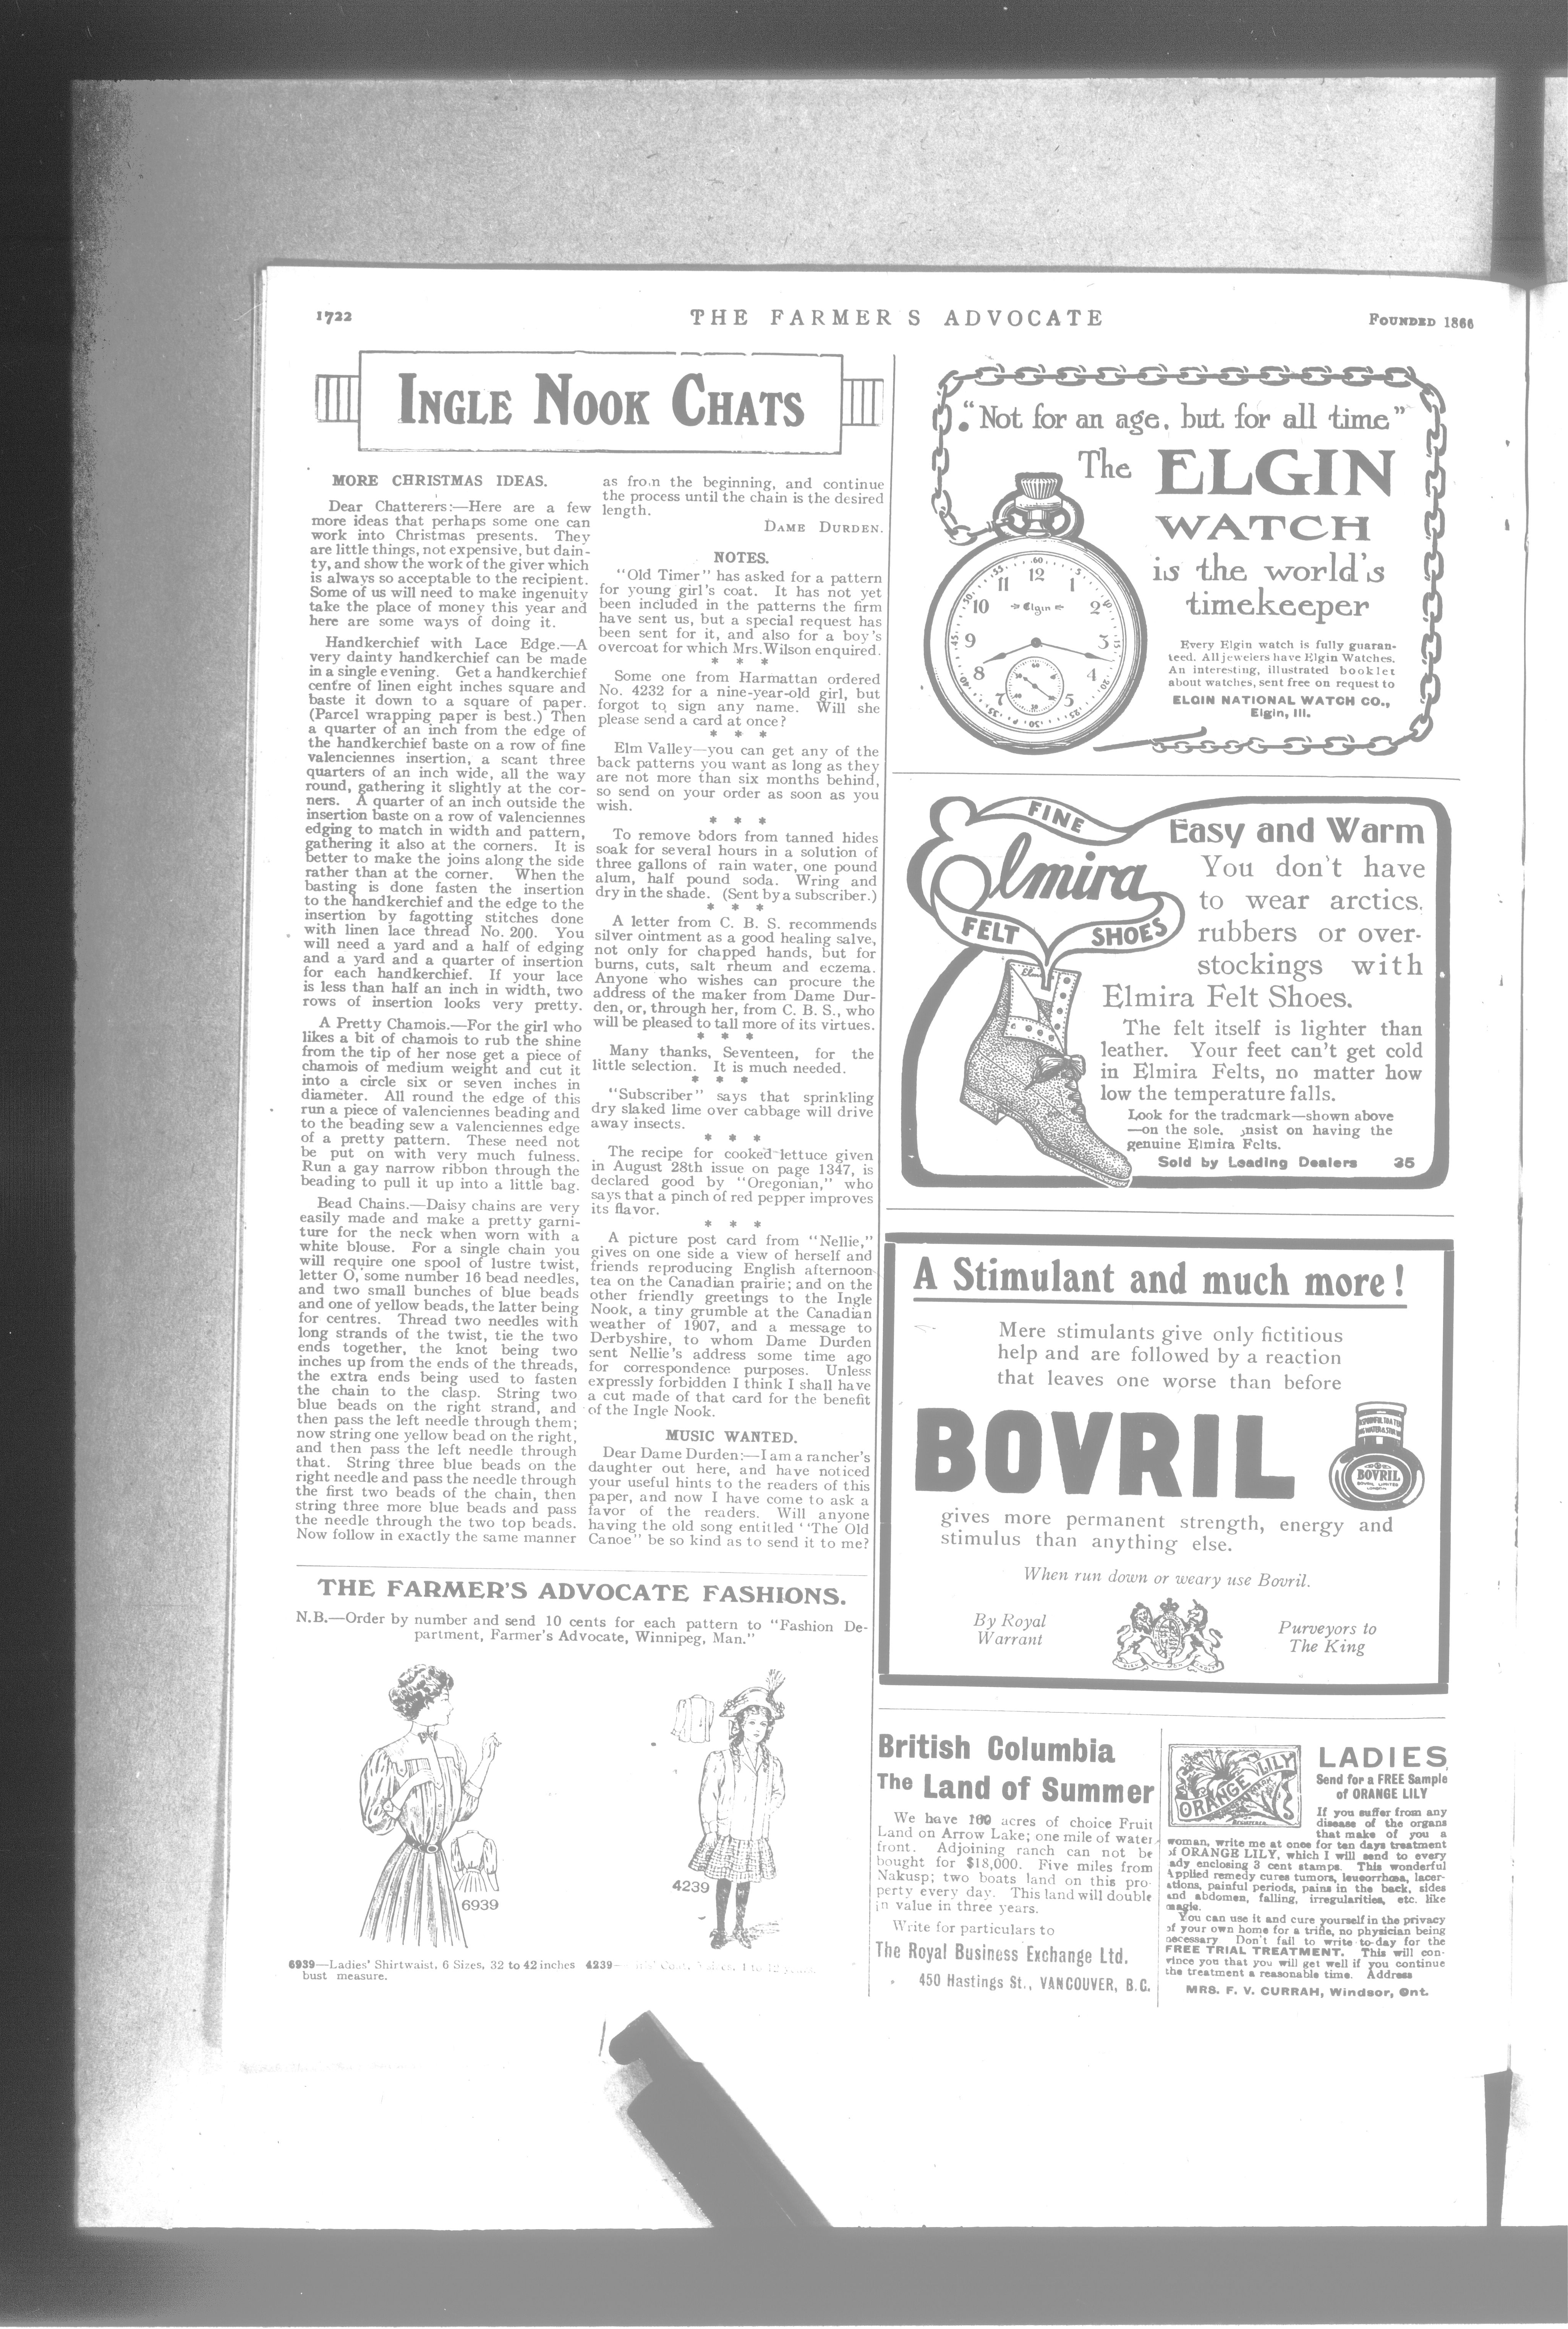 1722
THE FARMER'S ADVOCATE
FOUNDED 1866
INGLE NOOK CHATS
MORE CHRISTMAS IDEAS.
Dear Chatterers:—Here are a few
more ideas that perhaps some one can
work into Christmas presents. They
are little things, not expensive, but dain-
ty, and show the work of the giver which
is always so acceptable to the recipient.
Some of us will need to make ingenuity
take the place of money this year and
here are some ways of doing it.
Handkerchief with Lace Edge.—A
very dainty handkerchief can be made
in a single evening. Get a handkerchief
centre of linen eight inches square and
baste it down to a square of paper.
(Parcel wrapping paper is best.) Then
a quarter of an inch from the edge of
the handkerchief baste on a row of fine
valenciennes insertion, a scant three
quarters of an inch wide, all the way
round, gathering it slightly at the cor-
ners. A quarter of an inch outside the
insertion baste on a row of valenciennes
edging to match in width and pattern,
gathering it also at the corners. It is
better to make the joins along the side
rather than at the corner. When the
basting is done fasten the insertion
to the handkerchief and the edge to the
insertion by fagotting stitches done
with linen lace thread No. 200. You
will need a yard and a half of edging
and a yard and a quarter of insertion
for each handkerchief. If your lace
is less than half an inch in width, two
rows of insertion looks very pretty.
A Pretty Chamois.—For the girl who
likes a bit of chamois to rub the shine
from the tip of her nose get a piece of
chamois of medium weight and cut it
into a circle six or seven inches in
diameter. All round the edge of this
run a piece of valenciennes beading and
to the beading sew a valenciennes edge
of a pretty pattern. These need not
be put on with very much fulness.
Run a gay narrow ribbon through the
beading to pull it up into a little bag.
Bead Chains.—Daisy chains are very
easily made and make a pretty garni-
ture for the neck when worn with a
white blouse. For a single chain you
will require one spool of lustre twist,
letter O, some number 16 bead needles,
and two small bunches of blue beads
and one of yellow beads, the latter being
for centres. Thread two needles with
long strands of the twist, tie the two
ends together, the knot being two
inches up from the ends of the threads,
the extra ends being used to fasten
the chain to the clasp. String two
blue beads on the right strand, and
then pass the left needle through them;
now string one yellow bead on the right,
and then pass the left needle through
that. String three blue beads on the
right needle and pass the needle through
the first two beads of the chain, then
string three more blue beads and pass
the needle through the two top beads.
Now follow in exactly the same manner
as from the beginning, and continue
the process until the chain is the desired
length.
DAME DURDEN.
NOTES.
"Old Timer" has asked for a pattern
for young girl's coat. It has not yet
been included in the patterns the firm
have sent us, but a special request has
been sent for it, and also for a boy's
overcoat for which Mrs. Wilson enquired.
* * *
Some one from Harmattan ordered
No. 4232 for a nine-year-old girl, but
forgot to sign any name. Will she
please send a card at once?
* * *
Elm Valley—you can get any of the
back patterns you want as long as they
are not more than six months behind,
so send on your order as soon as you
wish.
* * *
To remove odors from tanned hides
soak for several hours in a solution of
three gallons of rain water, one pound
alum, half pound soda. Wring and
dry in the shade. (Sent by a subscriber.)
* * *
A letter from C. B. S. recommends
silver ointment as a good healing salve,
not only for chapped hands, but for
burns, cuts, salt rheum and eczema.
Anyone who wishes can procure the
address of the maker from Dame Dur-
den, or, through her, from C. B. S., who
will be pleased to tall more of its virtues.
* * *
Many thanks, Seventeen, for the
little selection. It is much needed.
* * *
"Subscriber" says that sprinkling
dry slaked lime over cabbage will drive
away insects.
* * *
The recipe for cooked lettuce given
in August 28th issue on page 1347, is
declared good by "Oregonian," who
says that a pinch of red pepper improves
its flavor.
* * *
A picture post card from "Nellie,"
gives on one side a view of herself and
friends reproducing English afternoon
tea on the Canadian prairie; and on the
other friendly greetings to the Ingle
Nook, a tiny grumble at the Canadian
weather of 1907, and a message to
Derbyshire, to whom Dame Durden
sent Nellie's address some time ago
for correspondence purposes. Unless
expressly forbidden I think I shall have
a cut made of that card for the benefit
of the Ingle Nook.
MUSIC WANTED.
Dear Dame Durden:—I am a rancher's
daughter out here, and have noticed
your useful hints to the readers of this
paper, and now I have come to ask a
favor of the readers. Will anyone
having the old song entitled "The Old
Canoe" be so kind as to send it to me?
THE FARMER'S ADVOCATE FASHIONS.
N.B.—Order by number and send 10 cents for each pattern to "Fashion De-
partment, Farmer's Advocate, Winnipeg, Man."
6939
4239
6939—Ladies' Shirtwaist, 6 Sizes, 32 to 42 inches
bust measure.
4239—
"Not for an age, but for all time"
The ELGIN
WATCH
is the world's
timekeeper
Elgin
Every Elgin watch is fully guaran-
teed. All jewelers have Elgin Watches.
An interesting, illustrated booklet
about watches, sent free on request to
ELGIN NATIONAL WATCH CO.,
Elgin, Ill.
FINE
Elmira
FELT SHOES
Easy and Warm
You don't have
to wear arctics,
rubbers or over-
stockings with
Elmira Felt Shoes.
The felt itself is lighter than
leather. Your feet can't get cold
in Elmira Felts, no matter how
low the temperature falls.
Look for the trademark—shown above
—on the sole. Insist on having the
genuine Elmira Felts.
Sold by Leading Dealers 35
A Stimulant and much more!
Mere stimulants give only fictitious
help and are followed by a reaction
that leaves one worse than before
BOVRIL
BOVRIL
gives more permanent strength, energy and
stimulus than anything else.
When run down or weary use Bovril.
By Royal
Warrant
Purveyors to
The King
British Columbia
The Land of Summer
We have 160 acres of choice Fruit
Land on Arrow Lake; one mile of water
front. Adjoining ranch can not be
bought for $18,000. Five miles from
Nakusp; two boats land on this pro-
perty every day. This land will double
in value in three years.
Write for particulars to
The Royal Business Exchange Ltd.
450 Hastings St., VANCOUVER, B.C.
ORANGE LILY
LADIES
Send for a FREE Sample
of ORANGE LILY
If you suffer from any
disease of the organs
that make of you a
woman, write me at once for ten days treatment
of ORANGE LILY, which I will send to every
ady enclosing 3 cent stamps. This wonderful
Applied remedy cures tumors, leucorrhœa, lacer-
ations, painful periods, pains in the back, sides
and abdomen, falling, irregularities, etc. like
magic.
You can use it and cure yourself in the privacy
of your own home for a trifle, no physician being
necessary Don't fail to write to-day for the
FREE TRIAL TREATMENT. This will con-
vince you that you will get well if you continue
the treatment a reasonable time. Address
MRS. F. V. CURRAH, Windsor, Ont.